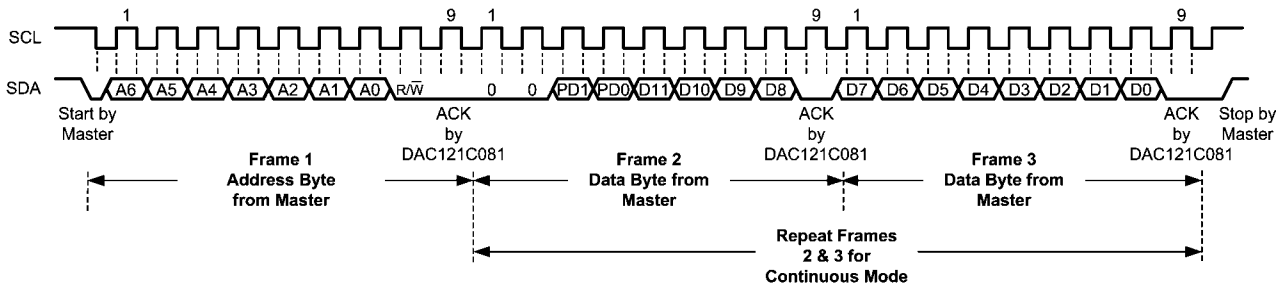 1 9 1 9 1 9
SCL
SDA A6 A5 A4 A3 A2 A1 A0 R/W̅ 0 0 PD1 PD0 D11 D10 D9 D8 D7 D6 D5 D4 D3 D2 D1 D0
Start by
Master
ACK
by
DAC121C081
ACK
by
DAC121C081
ACK
by
DAC121C081
Stop by
Master
Frame 1
Address Byte
from Master
Frame 2
Data Byte from
Master
Frame 3
Data Byte from
Master
Repeat Frames
2 & 3 for
Continuous Mode